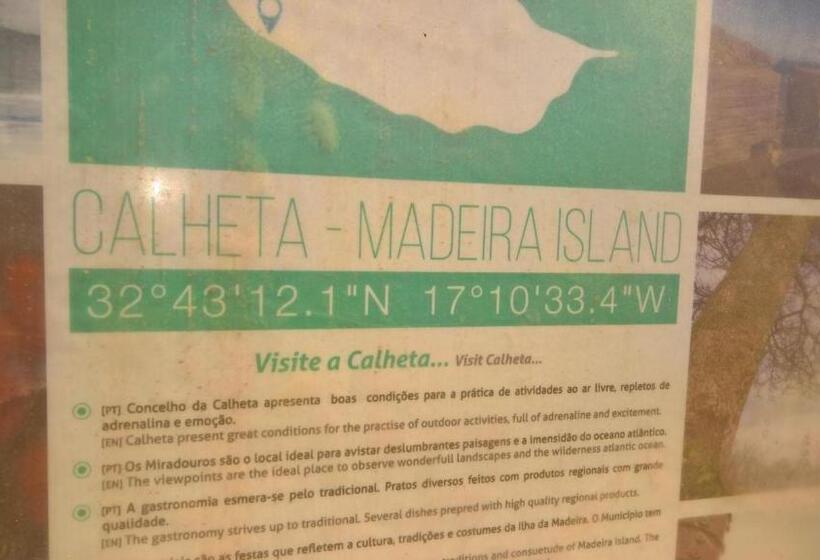 CALHETA - MADEIRA ISLAND
32°43'12.1"N 17°10'33.4"W
Visite a Calheta... Visit Calheta...
[PT] Concelho da Calheta apresenta boas condições para a prática de atividades ao ar livre, repletos de
adrenalina e emoção.
[EN] Calheta present great conditions for the practise of outdoor activities, full of adrenaline and excitement.
[PT] Os Miradouros são o local ideal para avistar deslumbrantes paisagens e a imensidão do oceano atlântico.
[EN] The viewpoints are the ideal place to observe wonderfull landscapes and the wilderness atlantic ocean.
[PT] A gastronomia esmera-se pelo tradicional. Pratos diversos feitos com produtos regionais com grande
qualidade.
[EN] The gastronomy strives up to traditional. Several dishes prepred with high quality regional products.
são as festas que refletem a cultura, tradições e costumes da Ilha da Madeira. O Município tem
and consuetude of Madeira Island. The